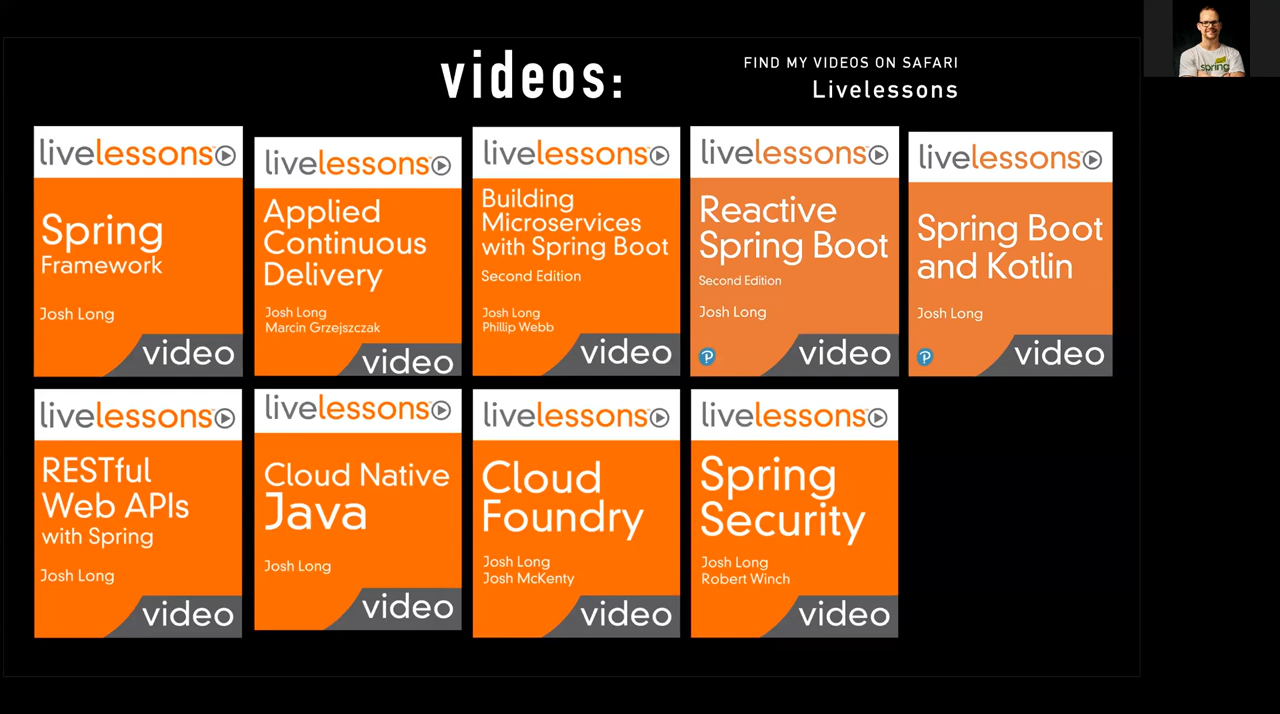 videos:
FIND MY VIDEOS ON SAFARI
Livelessons
livelessons
Spring
Framework
Josh Long
video
livelessons
Applied
Continuous
Delivery
Josh Long
Marcin Grzejszczak
video
livelessons
Building
Microservices
with Spring Boot
Second Edition
Josh Long
Phillip Webb
video
livelessons
Reactive
Spring Boot
Second Edition
Josh Long
P
video
livelessons
Spring Boot
and Kotlin
Josh Long
P
video
livelessons
RESTful
Web APIs
with Spring
Josh Long
video
livelessons
Cloud Native
Java
Josh Long
video
livelessons
Cloud
Foundry
Josh Long
Josh McKenty
video
livelessons
Spring
Security
Josh Long
Robert Winch
video
spring